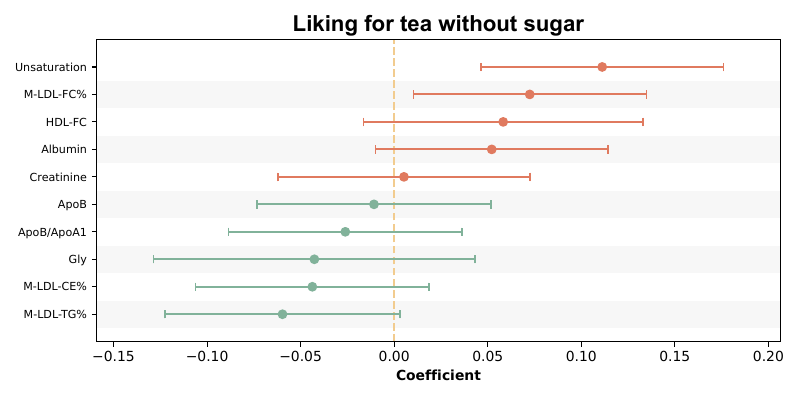 Liking for tea without sugar
Unsaturation
M-LDL-FC%
HDL-FC
Albumin
Creatinine
ApoB
ApoB/ApoA1
Gly
M-LDL-CE%
M-LDL-TG%
−0.15 −0.10 −0.05 0.00 0.05 0.10 0.15 0.20
Coefficient